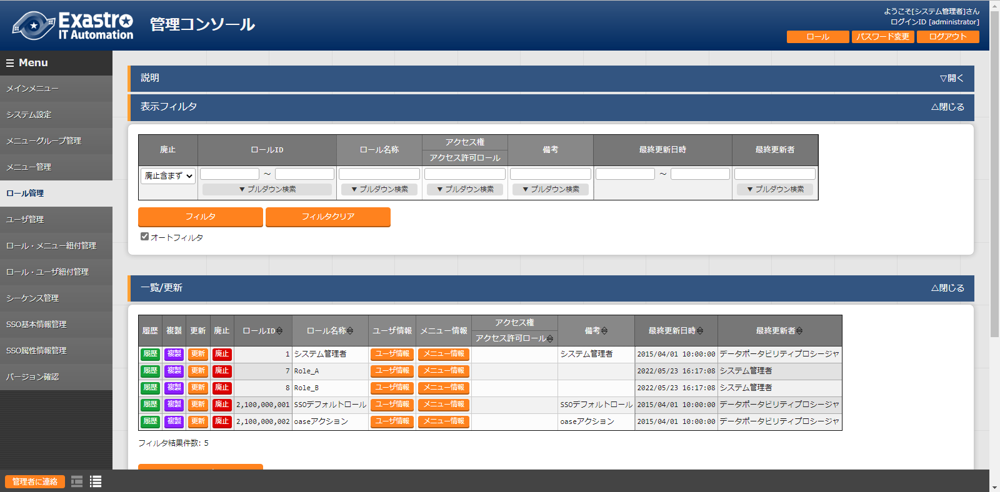 Exastro
IT Automation
管理コンソール
ようこそ[システム管理者]さん
ログインID [administrator]
ロール
パスワード変更
ログアウト
Menu
メインメニュー
システム設定
メニューグループ管理
メニュー管理
ロール管理
ユーザ管理
ロール・メニュー紐付管理
ロール・ユーザ紐付管理
シーケンス管理
SSO基本情報管理
SSO属性情報管理
バージョン確認
説明
▽開く
表示フィルタ
△閉じる
廃止 ロールID ロール名称 アクセス権 備考 最終更新日時 最終更新者
アクセス許可ロール
廃止含まず ～ ～
▼ プルダウン検索 ▼ プルダウン検索 ▼ プルダウン検索 ▼ プルダウン検索 ▼ プルダウン検索
フィルタ
フィルタクリア
オートフィルタ
一覧/更新
△閉じる
履歴 複製 更新 廃止 ロールID ロール名称 ユーザ情報 メニュー情報 アクセス権 備考 最終更新日時 最終更新者
アクセス許可ロール
履歴 複製 更新 廃止 1 システム管理者 ユーザ情報 メニュー情報 システム管理者 2015/04/01 10:00:00 データポータビリティプロシージャ
履歴 複製 更新 廃止 7 Role_A ユーザ情報 メニュー情報 2022/05/23 16:17:08 システム管理者
履歴 複製 更新 廃止 8 Role_B ユーザ情報 メニュー情報 2022/05/23 16:17:08 システム管理者
履歴 複製 更新 廃止 2,100,000,001 SSOデフォルトロール ユーザ情報 メニュー情報 SSOデフォルトロール 2015/04/01 10:00:00 データポータビリティプロシージャ
履歴 複製 更新 廃止 2,100,000,002 oaseアクション ユーザ情報 メニュー情報 oaseアクション 2015/04/01 10:00:00 データポータビリティプロシージャ
フィルタ結果件数: 5
管理者に連絡